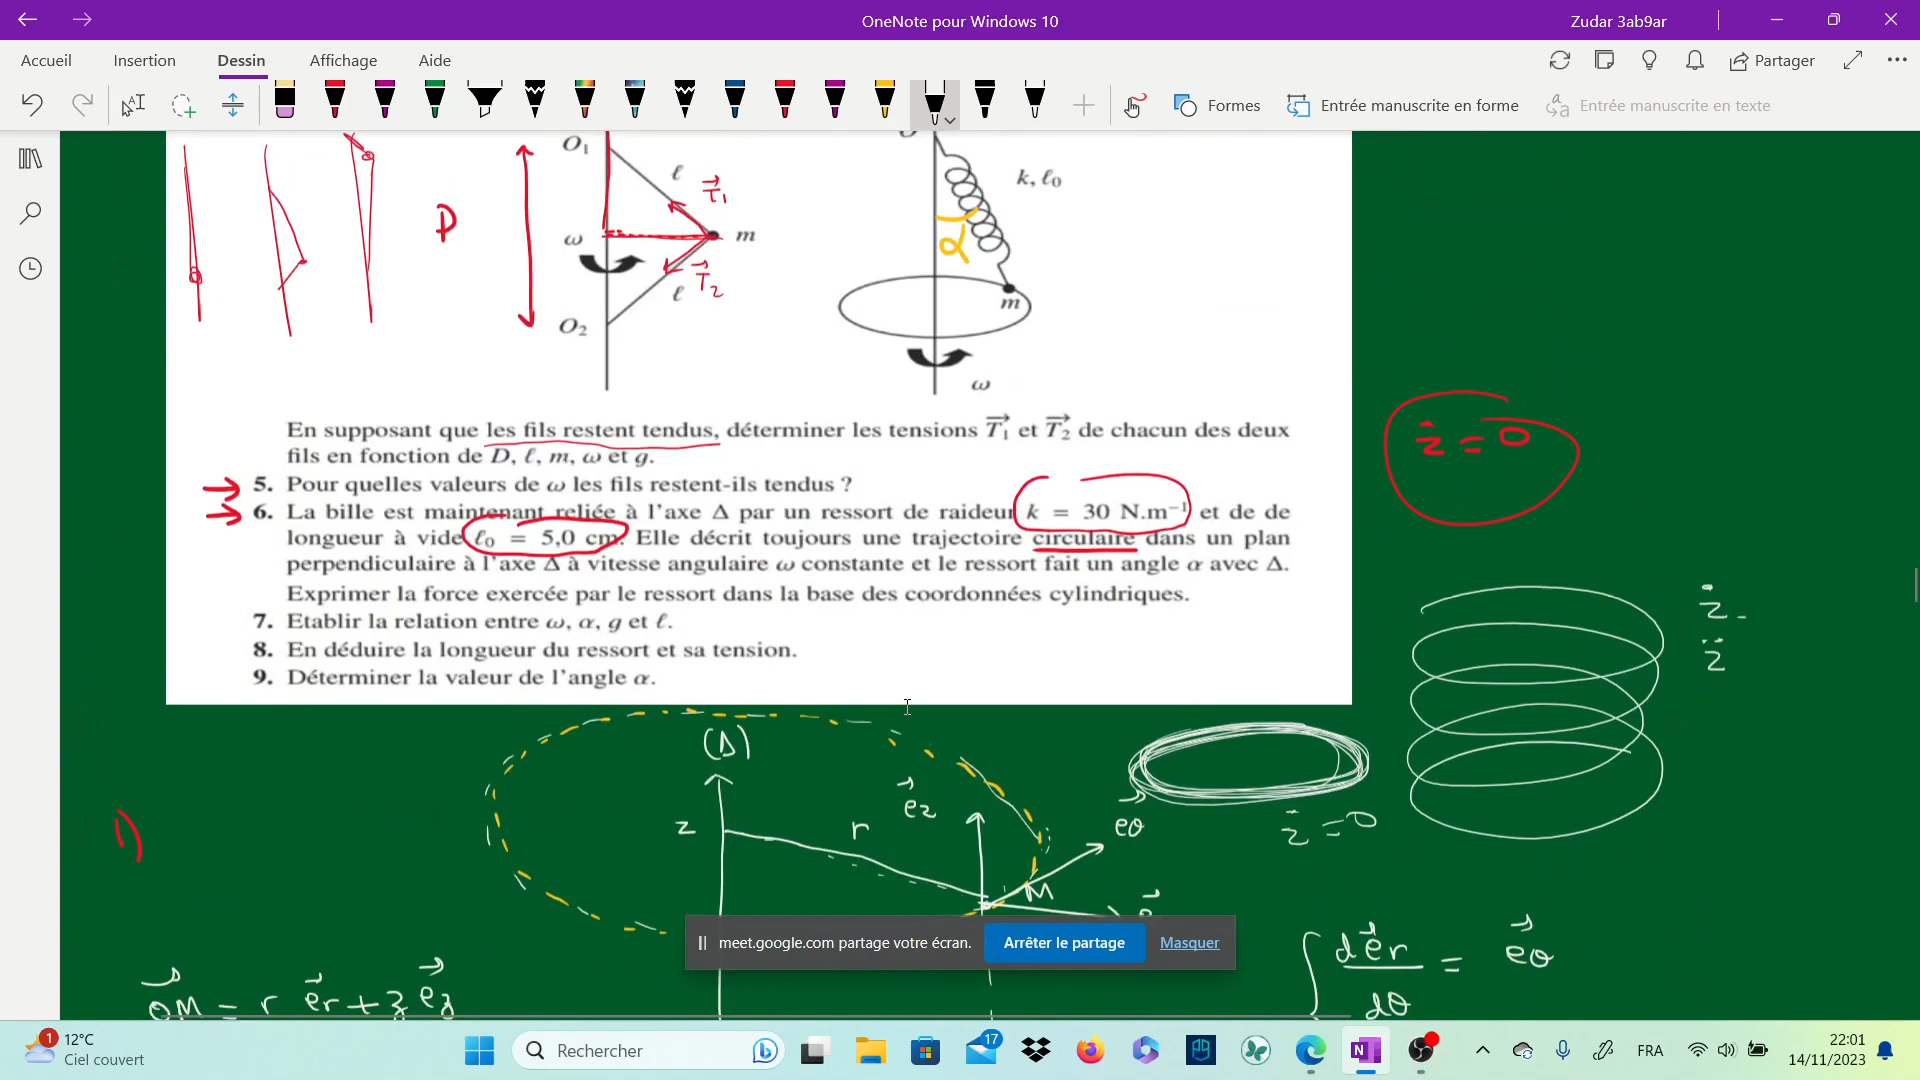 OneNote pour Windows 10
Zudar 3ab9ar
Accueil Insertion Dessin Affichage Aide
Partager
Formes Entrée manuscrite en forme Entrée manuscrite en texte
O1
ℓ
T1
D
ω
m
T2
ℓ
O2
k, ℓ0
α
m
ω
En supposant que les fils restent tendus, déterminer les tensions T1 et T2 de chacun des deux
fils en fonction de D, ℓ, m, ω et g.
5. Pour quelles valeurs de ω les fils restent-ils tendus ?
6. La bille est maintenant reliée à l'axe Δ par un ressort de raideur k = 30 N.m⁻¹ et de de
longueur à vide ℓ0 = 5,0 cm. Elle décrit toujours une trajectoire circulaire dans un plan
perpendiculaire à l'axe Δ à vitesse angulaire ω constante et le ressort fait un angle α avec Δ.
Exprimer la force exercée par le ressort dans la base des coordonnées cylindriques.
7. Etablir la relation entre ω, α, g et ℓ.
8. En déduire la longueur du ressort et sa tension.
9. Déterminer la valeur de l'angle α.
ż = 0
ż =
z̈
(Δ)
z
r
ez
eθ
M
ż = 0
1)
OM = r er + z ez
der/dθ = eθ
meet.google.com partage votre écran. Arrêter le partage Masquer
1
12°C
Ciel couvert
Rechercher
17
FRA
22:01
14/11/2023